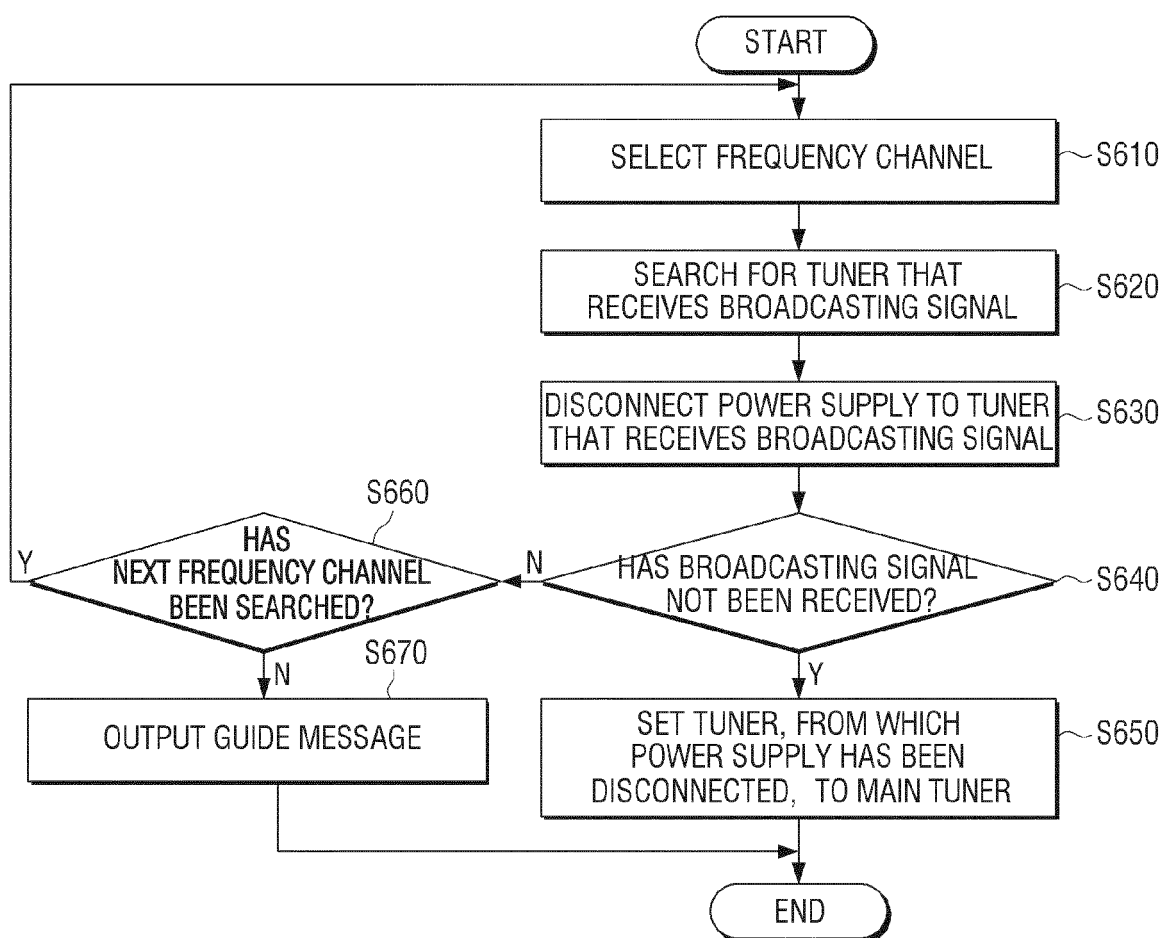 START
SELECT FREQUENCY CHANNEL
S610
SEARCH FOR TUNER THAT
RECEIVES BROADCASTING SIGNAL
S620
DISCONNECT POWER SUPPLY TO TUNER
THAT RECEIVES BROADCASTING SIGNAL
S630
HAS BROADCASTING SIGNAL
NOT BEEN RECEIVED?
S640
N
Y
S660
HAS
NEXT FREQUENCY CHANNEL
BEEN SEARCHED?
Y
N
S670
OUTPUT GUIDE MESSAGE
SET TUNER, FROM WHICH
POWER SUPPLY HAS BEEN
DISCONNECTED, TO MAIN TUNER
S650
END